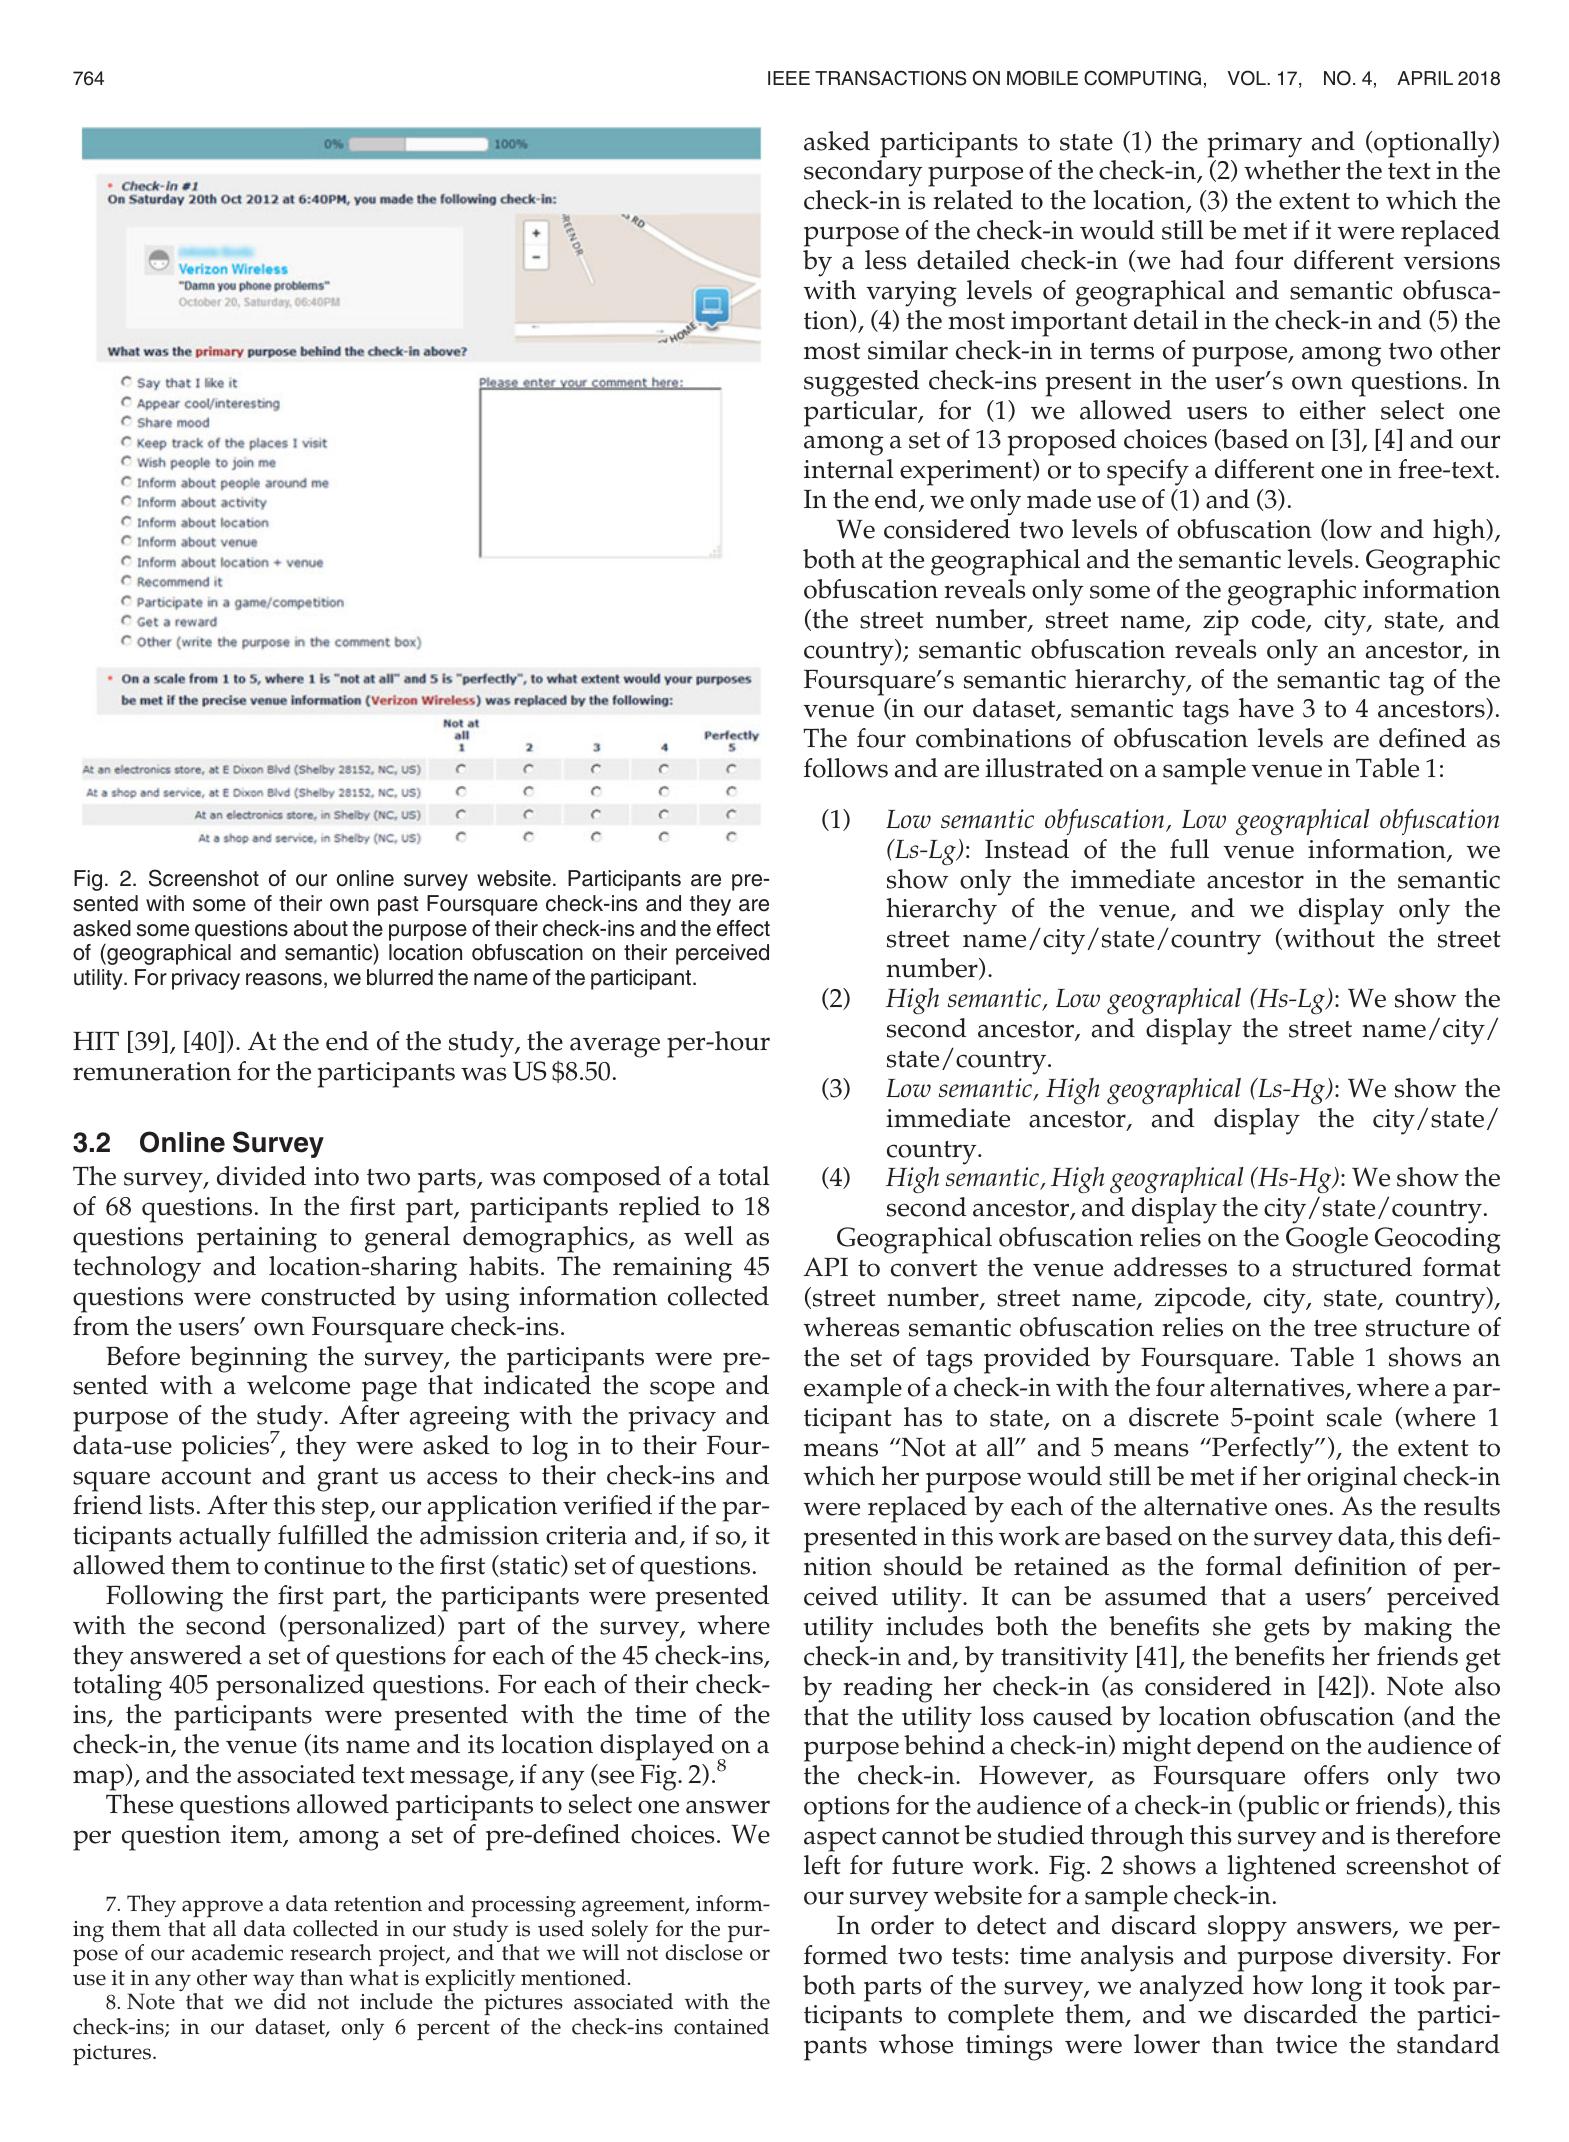 764
IEEE TRANSACTIONS ON MOBILE COMPUTING, VOL. 17, NO. 4, APRIL 2018
0% 100%
* Check-in #1
On Saturday 20th Oct 2012 at 6:40PM, you made the following check-in:
Verizon Wireless
"Damn you phone problems"
October 20, Saturday, 06:40PM
+
-
REEN DR
RD
HOME
What was the primary purpose behind the check-in above?
Say that I like it
Appear cool/interesting
Share mood
Keep track of the places I visit
Wish people to join me
Inform about people around me
Inform about activity
Inform about location
Inform about venue
Inform about location + venue
Recommend it
Participate in a game/competition
Get a reward
Other (write the purpose in the comment box)
Please enter your comment here:
* On a scale from 1 to 5, where 1 is "not at all" and 5 is "perfectly", to what extent would your purposes
be met if the precise venue information (Verizon Wireless) was replaced by the following:
Not at
all Perfectly
1 2 3 4 5
At an electronics store, at E Dixon Blvd (Shelby 28152, NC, US)
At a shop and service, at E Dixon Blvd (Shelby 28152, NC, US)
At an electronics store, in Shelby (NC, US)
At a shop and service, in Shelby (NC, US)
Fig. 2. Screenshot of our online survey website. Participants are pre-
sented with some of their own past Foursquare check-ins and they are
asked some questions about the purpose of their check-ins and the effect
of (geographical and semantic) location obfuscation on their perceived
utility. For privacy reasons, we blurred the name of the participant.
HIT [39], [40]). At the end of the study, the average per-hour
remuneration for the participants was US $8.50.
3.2 Online Survey
The survey, divided into two parts, was composed of a total
of 68 questions. In the first part, participants replied to 18
questions pertaining to general demographics, as well as
technology and location-sharing habits. The remaining 45
questions were constructed by using information collected
from the users' own Foursquare check-ins.
Before beginning the survey, the participants were pre-
sented with a welcome page that indicated the scope and
purpose of the study. After agreeing with the privacy and
data-use policies7, they were asked to log in to their Four-
square account and grant us access to their check-ins and
friend lists. After this step, our application verified if the par-
ticipants actually fulfilled the admission criteria and, if so, it
allowed them to continue to the first (static) set of questions.
Following the first part, the participants were presented
with the second (personalized) part of the survey, where
they answered a set of questions for each of the 45 check-ins,
totaling 405 personalized questions. For each of their check-
ins, the participants were presented with the time of the
check-in, the venue (its name and its location displayed on a
map), and the associated text message, if any (see Fig. 2).8
These questions allowed participants to select one answer
per question item, among a set of pre-defined choices. We
7. They approve a data retention and processing agreement, inform-
ing them that all data collected in our study is used solely for the pur-
pose of our academic research project, and that we will not disclose or
use it in any other way than what is explicitly mentioned.
8. Note that we did not include the pictures associated with the
check-ins; in our dataset, only 6 percent of the check-ins contained
pictures.
asked participants to state (1) the primary and (optionally)
secondary purpose of the check-in, (2) whether the text in the
check-in is related to the location, (3) the extent to which the
purpose of the check-in would still be met if it were replaced
by a less detailed check-in (we had four different versions
with varying levels of geographical and semantic obfusca-
tion), (4) the most important detail in the check-in and (5) the
most similar check-in in terms of purpose, among two other
suggested check-ins present in the user's own questions. In
particular, for (1) we allowed users to either select one
among a set of 13 proposed choices (based on [3], [4] and our
internal experiment) or to specify a different one in free-text.
In the end, we only made use of (1) and (3).
We considered two levels of obfuscation (low and high),
both at the geographical and the semantic levels. Geographic
obfuscation reveals only some of the geographic information
(the street number, street name, zip code, city, state, and
country); semantic obfuscation reveals only an ancestor, in
Foursquare's semantic hierarchy, of the semantic tag of the
venue (in our dataset, semantic tags have 3 to 4 ancestors).
The four combinations of obfuscation levels are defined as
follows and are illustrated on a sample venue in Table 1:
(1) Low semantic obfuscation, Low geographical obfuscation
(Ls-Lg): Instead of the full venue information, we
show only the immediate ancestor in the semantic
hierarchy of the venue, and we display only the
street name/city/state/country (without the street
number).
(2) High semantic, Low geographical (Hs-Lg): We show the
second ancestor, and display the street name/city/
state/country.
(3) Low semantic, High geographical (Ls-Hg): We show the
immediate ancestor, and display the city/state/
country.
(4) High semantic, High geographical (Hs-Hg): We show the
second ancestor, and display the city/state/country.
Geographical obfuscation relies on the Google Geocoding
API to convert the venue addresses to a structured format
(street number, street name, zipcode, city, state, country),
whereas semantic obfuscation relies on the tree structure of
the set of tags provided by Foursquare. Table 1 shows an
example of a check-in with the four alternatives, where a par-
ticipant has to state, on a discrete 5-point scale (where 1
means "Not at all" and 5 means "Perfectly"), the extent to
which her purpose would still be met if her original check-in
were replaced by each of the alternative ones. As the results
presented in this work are based on the survey data, this defi-
nition should be retained as the formal definition of per-
ceived utility. It can be assumed that a users' perceived
utility includes both the benefits she gets by making the
check-in and, by transitivity [41], the benefits her friends get
by reading her check-in (as considered in [42]). Note also
that the utility loss caused by location obfuscation (and the
purpose behind a check-in) might depend on the audience of
the check-in. However, as Foursquare offers only two
options for the audience of a check-in (public or friends), this
aspect cannot be studied through this survey and is therefore
left for future work. Fig. 2 shows a lightened screenshot of
our survey website for a sample check-in.
In order to detect and discard sloppy answers, we per-
formed two tests: time analysis and purpose diversity. For
both parts of the survey, we analyzed how long it took par-
ticipants to complete them, and we discarded the partici-
pants whose timings were lower than twice the standard